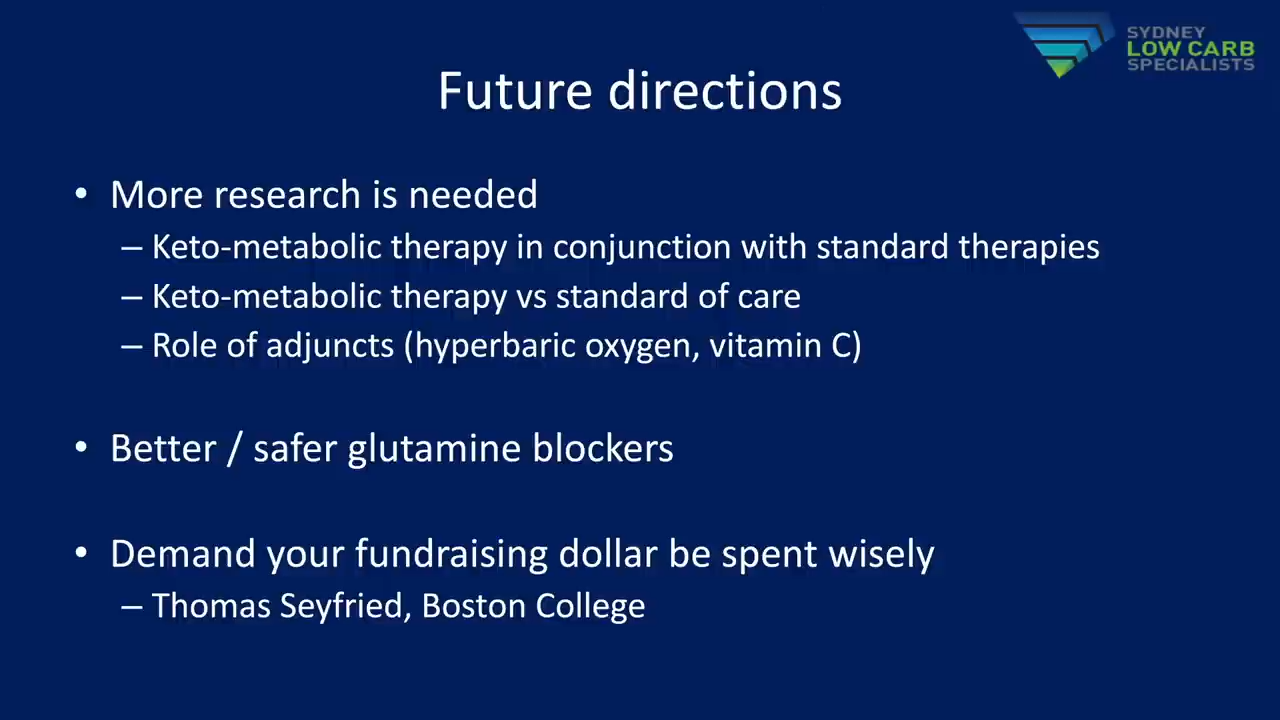 SYDNEY
LOW CARB
SPECIALISTS
Future directions
• More research is needed
– Keto-metabolic therapy in conjunction with standard therapies
– Keto-metabolic therapy vs standard of care
– Role of adjuncts (hyperbaric oxygen, vitamin C)
• Better / safer glutamine blockers
• Demand your fundraising dollar be spent wisely
– Thomas Seyfried, Boston College